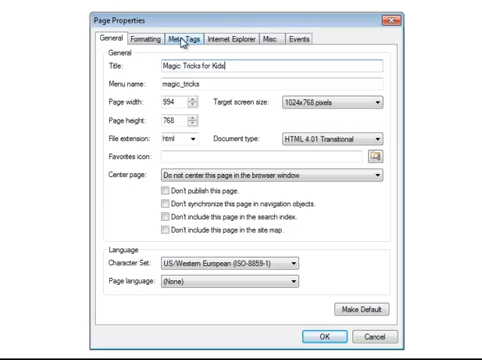 Page Properties
General Formatting Meta Tags Internet Explorer Misc Events
General
Title: Magic Tricks for Kids
Menu name: magic_tricks
Page width: 994 Target screen size: 1024x768 pixels
Page height: 768
File extension: html Document type: HTML 4.01 Transitional
Favorites icon:
Center page: Do not center this page in the browser window
Don't publish this page.
Don't synchronize this page in navigation objects.
Don't include this page in the search index.
Don't include this page in the site map.
Language
Character Set: US/Western European (ISO-8859-1)
Page language: (None)
Make Default
OK Cancel